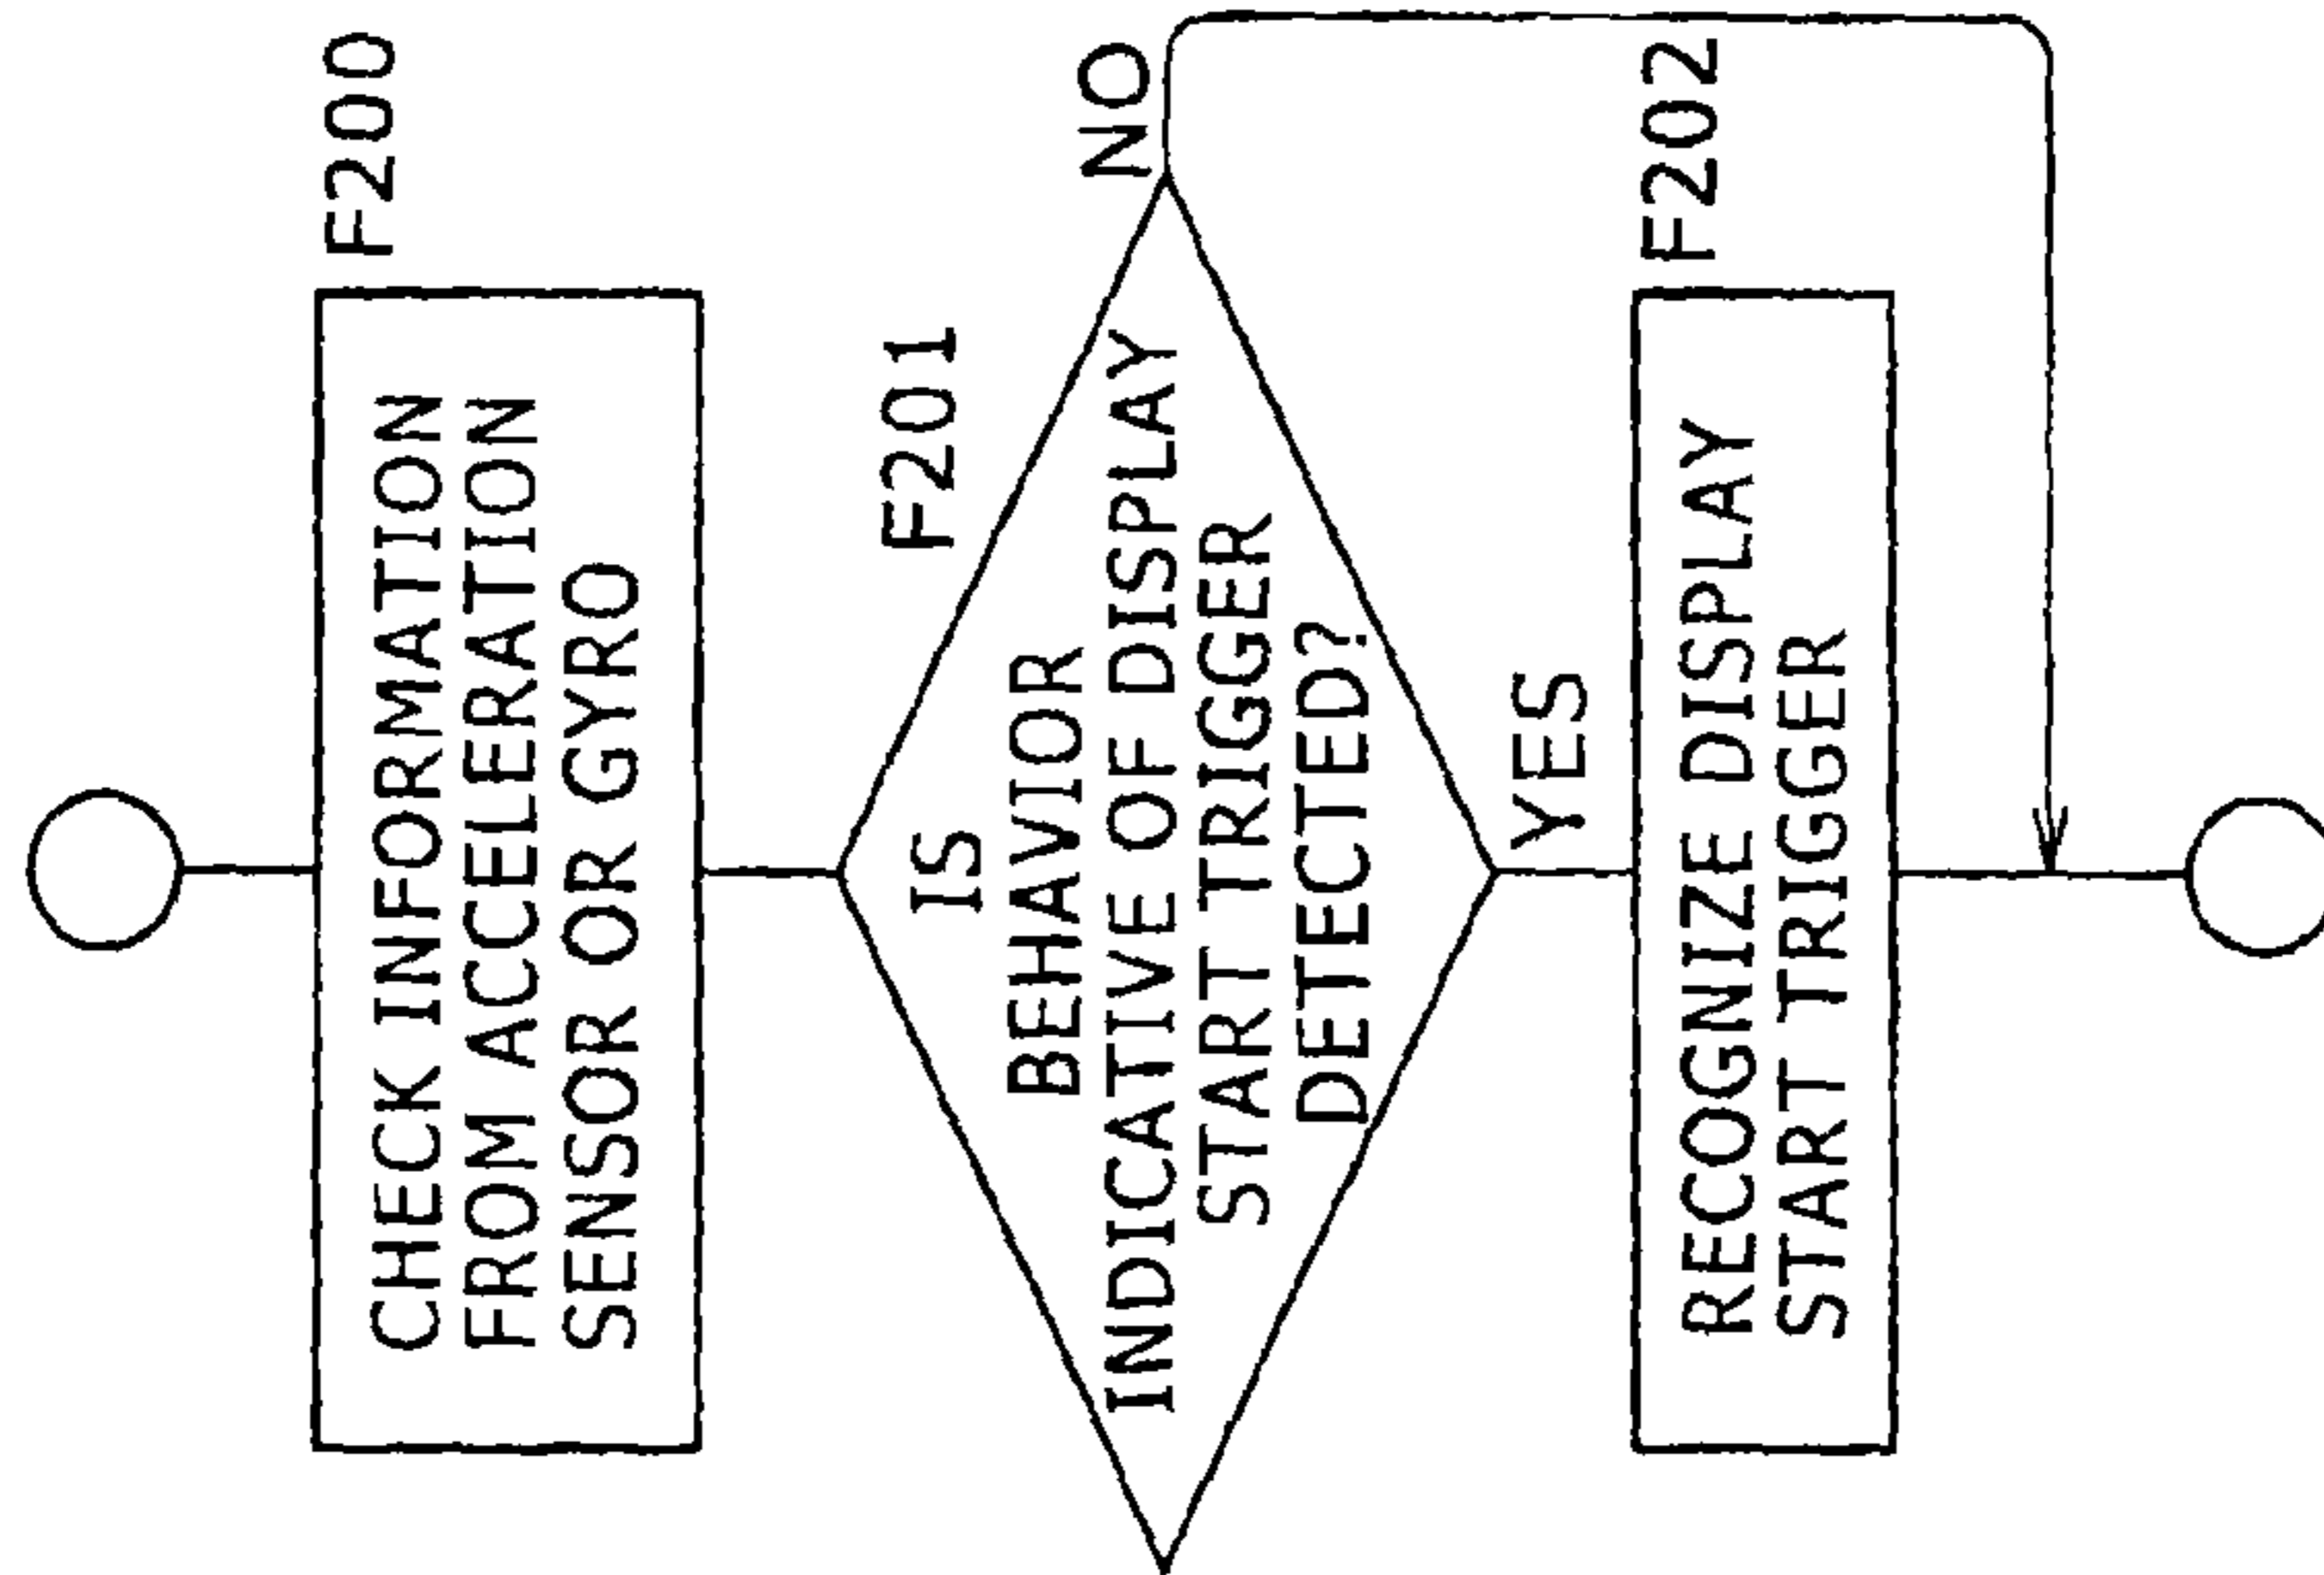 F200
CHECK INFORMATION
FROM ACCELERATION
SENSOR OR GYRO
F201
IS
BEHAVIOR
INDICATIVE OF DISPLAY
START TRIGGER
DETECTED?
NO
YES
F202
RECOGNIZE DISPLAY
START TRIGGER